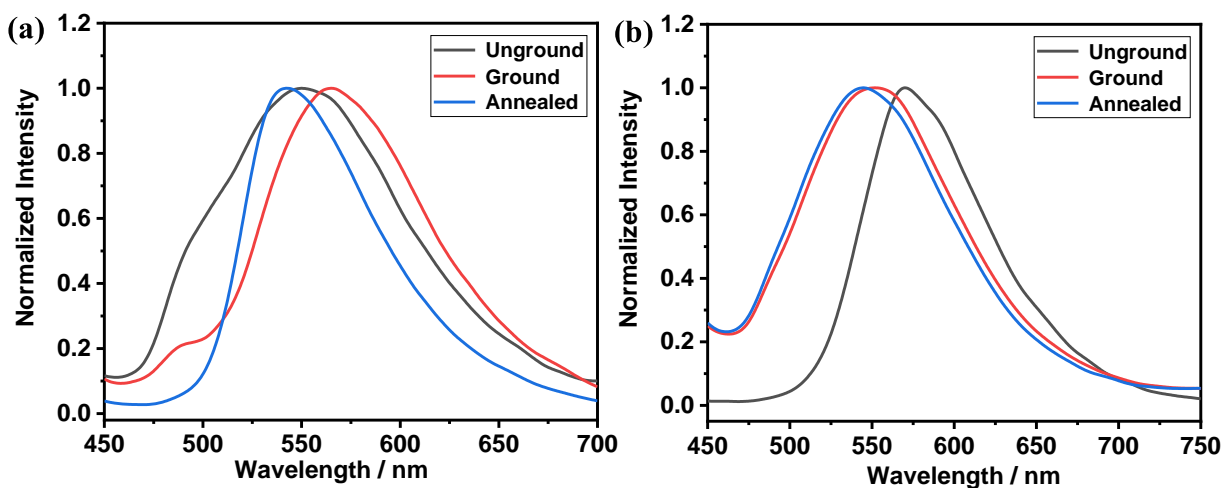 (a)
Unground
Ground
Annealed
Normalized Intensity
1.2
1.0
0.8
0.6
0.4
0.2
0.0
450 500 550 600 650 700
Wavelength / nm
(b)
Unground
Ground
Annealed
Normalized Intensity
1.2
1.0
0.8
0.6
0.4
0.2
0.0
450 500 550 600 650 700 750
Wavelength / nm